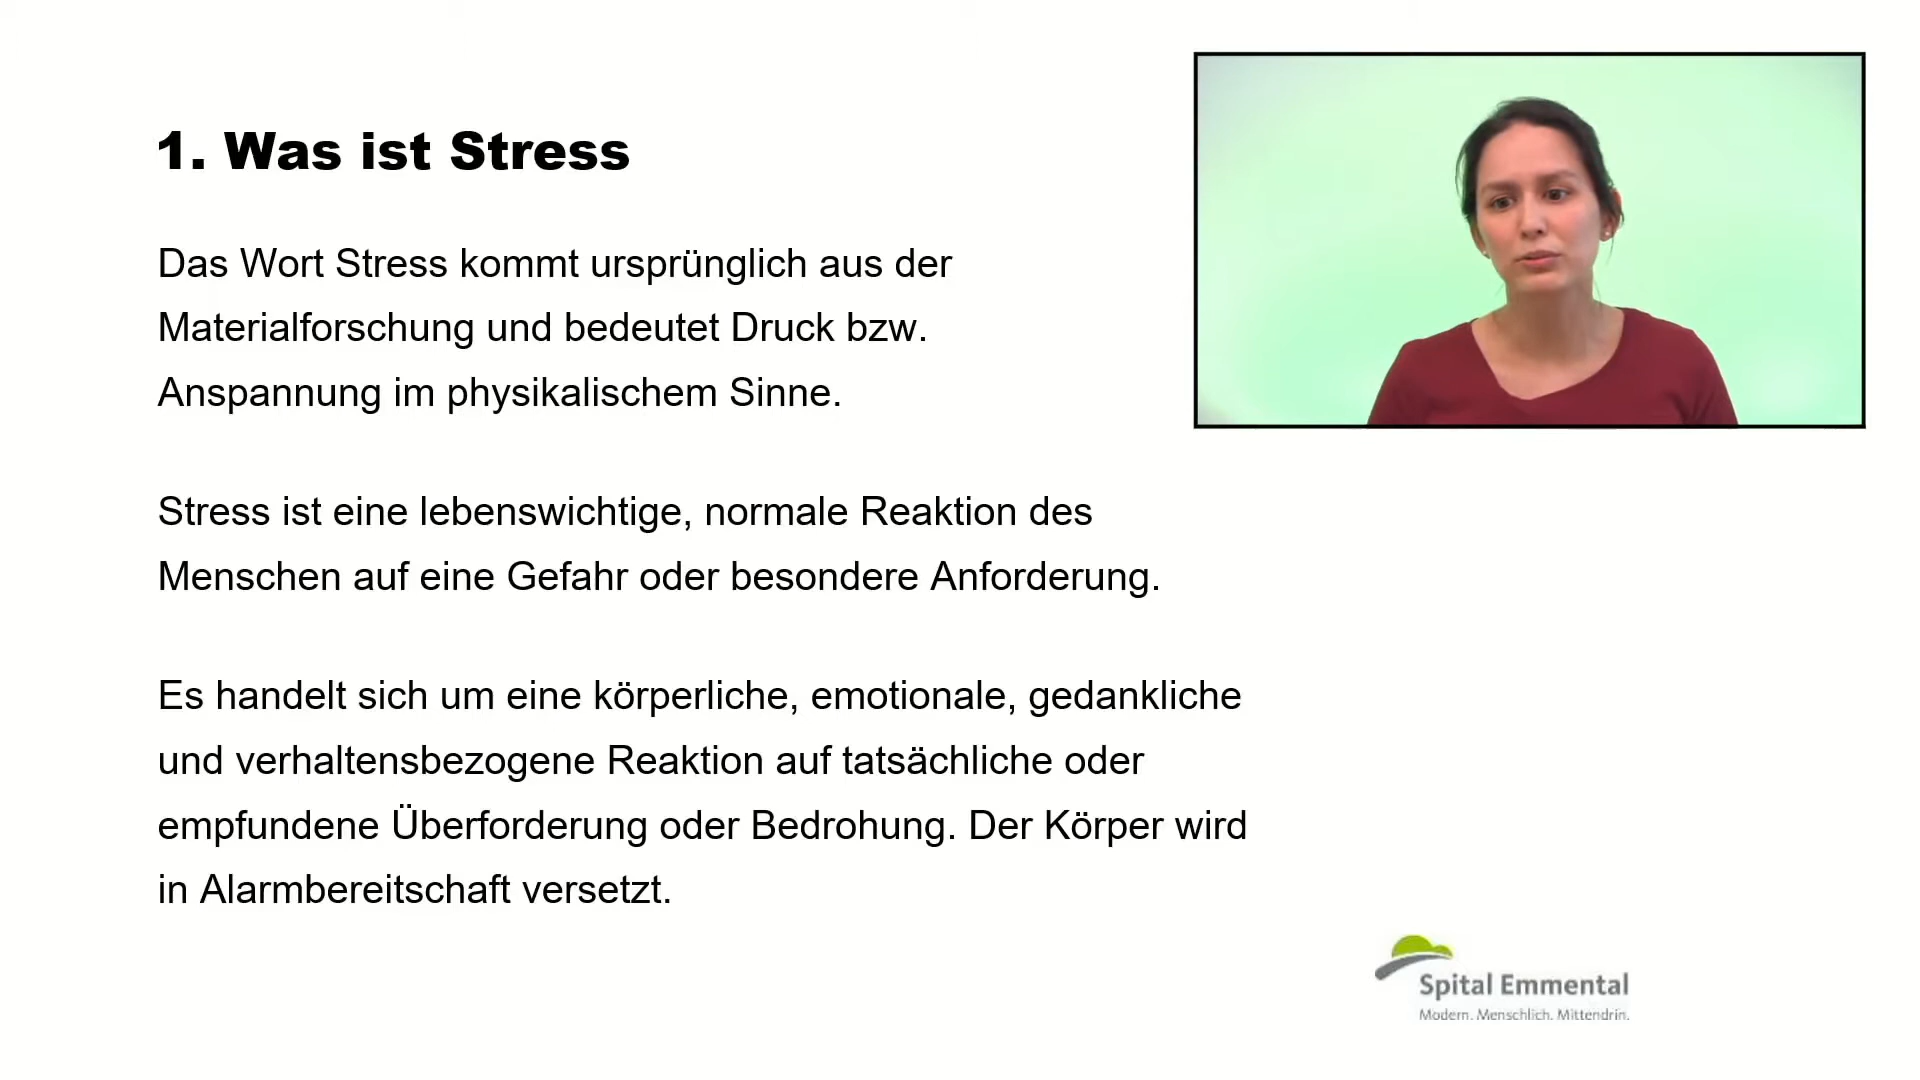 1. Was ist Stress
Das Wort Stress kommt ursprünglich aus der
Materialforschung und bedeutet Druck bzw.
Anspannung im physikalischem Sinne.
Stress ist eine lebenswichtige, normale Reaktion des
Menschen auf eine Gefahr oder besondere Anforderung.
Es handelt sich um eine körperliche, emotionale, gedankliche
und verhaltensbezogene Reaktion auf tatsächliche oder
empfundene Überforderung oder Bedrohung. Der Körper wird
in Alarmbereitschaft versetzt.
Spital Emmental
Modern. Menschlich. Mittendrin.